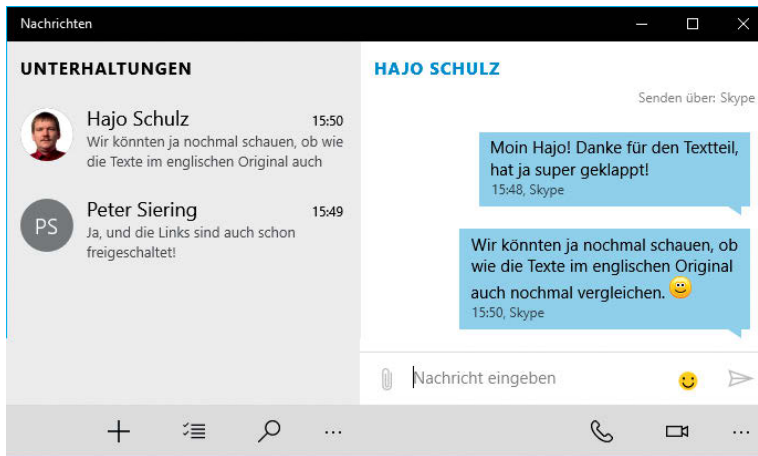 Nachrichten
UNTERHALTUNGEN
Hajo Schulz 15:50
Wir könnten ja nochmal schauen, ob wie
die Texte im englischen Original auch
PS
Peter Siering 15:49
Ja, und die Links sind auch schon
freigeschaltet!
HAJO SCHULZ
Senden über: Skype
Moin Hajo! Danke für den Textteil,
hat ja super geklappt!
15:48, Skype
Wir könnten ja nochmal schauen, ob
wie die Texte im englischen Original
auch nochmal vergleichen.
15:50, Skype
Nachricht eingeben